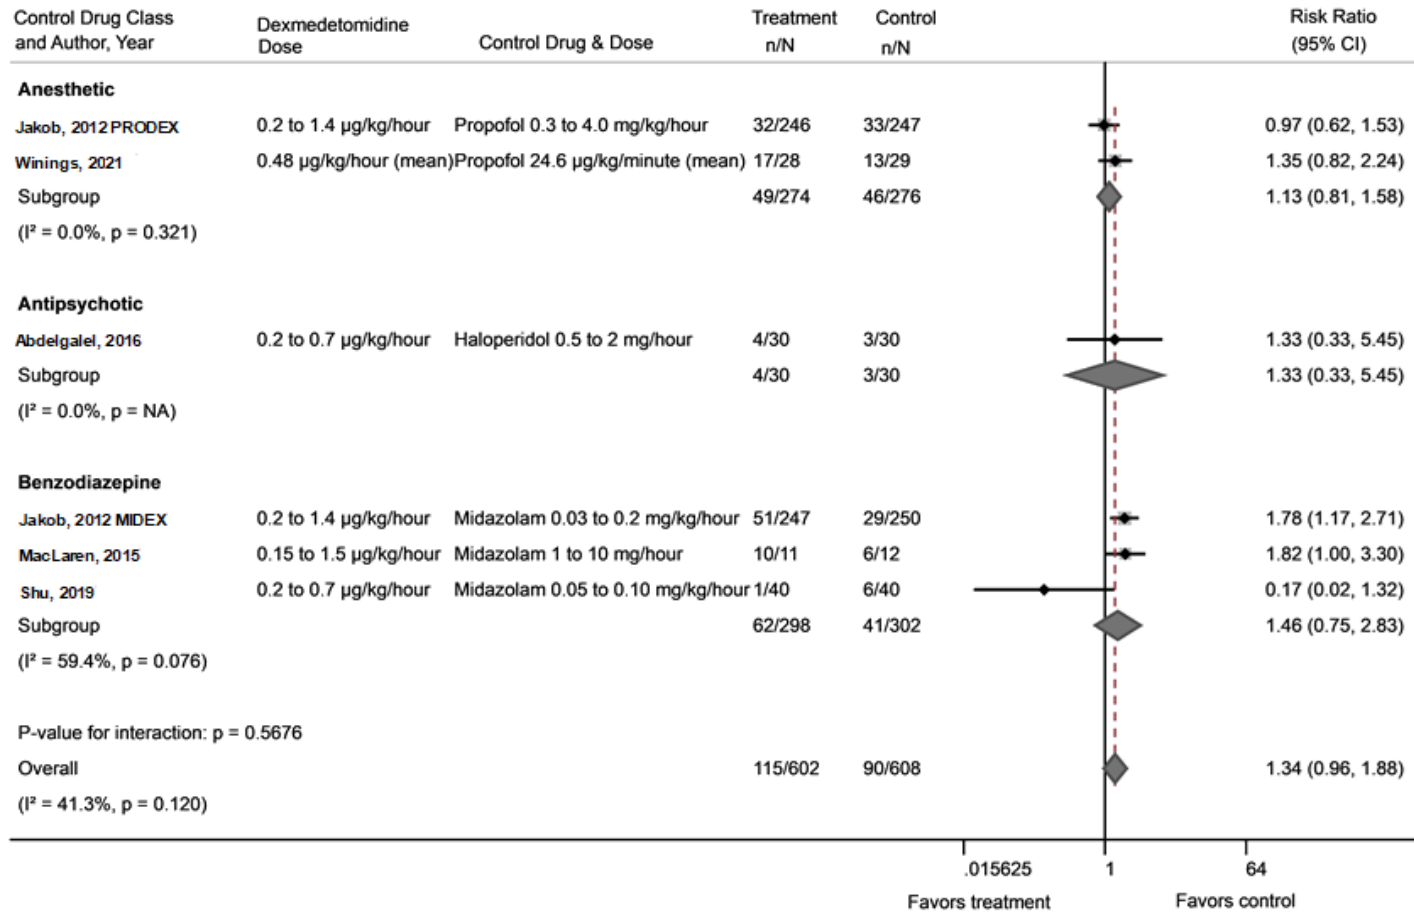 Control Drug Class and Author, Year Dexmedetomidine Dose Control Drug & Dose Treatment n/N Control n/N Risk Ratio (95% CI)
Anesthetic
Jakob, 2012 PRODEX 0.2 to 1.4 µg/kg/hour Propofol 0.3 to 4.0 mg/kg/hour 32/246 33/247 0.97 (0.62, 1.53)
Winings, 2021 0.48 µg/kg/hour (mean) Propofol 24.6 µg/kg/minute (mean) 17/28 13/29 1.35 (0.82, 2.24)
Subgroup 49/274 46/276 1.13 (0.81, 1.58)
(I² = 0.0%, p = 0.321)
Antipsychotic
Abdelgalel, 2016 0.2 to 0.7 µg/kg/hour Haloperidol 0.5 to 2 mg/hour 4/30 3/30 1.33 (0.33, 5.45)
Subgroup 4/30 3/30 1.33 (0.33, 5.45)
(I² = 0.0%, p = NA)
Benzodiazepine
Jakob, 2012 MIDEX 0.2 to 1.4 µg/kg/hour Midazolam 0.03 to 0.2 mg/kg/hour 51/247 29/250 1.78 (1.17, 2.71)
MacLaren, 2015 0.15 to 1.5 µg/kg/hour Midazolam 1 to 10 mg/hour 10/11 6/12 1.82 (1.00, 3.30)
Shu, 2019 0.2 to 0.7 µg/kg/hour Midazolam 0.05 to 0.10 mg/kg/hour 1/40 6/40 0.17 (0.02, 1.32)
Subgroup 62/298 41/302 1.46 (0.75, 2.83)
(I² = 59.4%, p = 0.076)
P-value for interaction: p = 0.5676
Overall 115/602 90/608 1.34 (0.96, 1.88)
(I² = 41.3%, p = 0.120)
.015625 1 64
Favors treatment Favors control